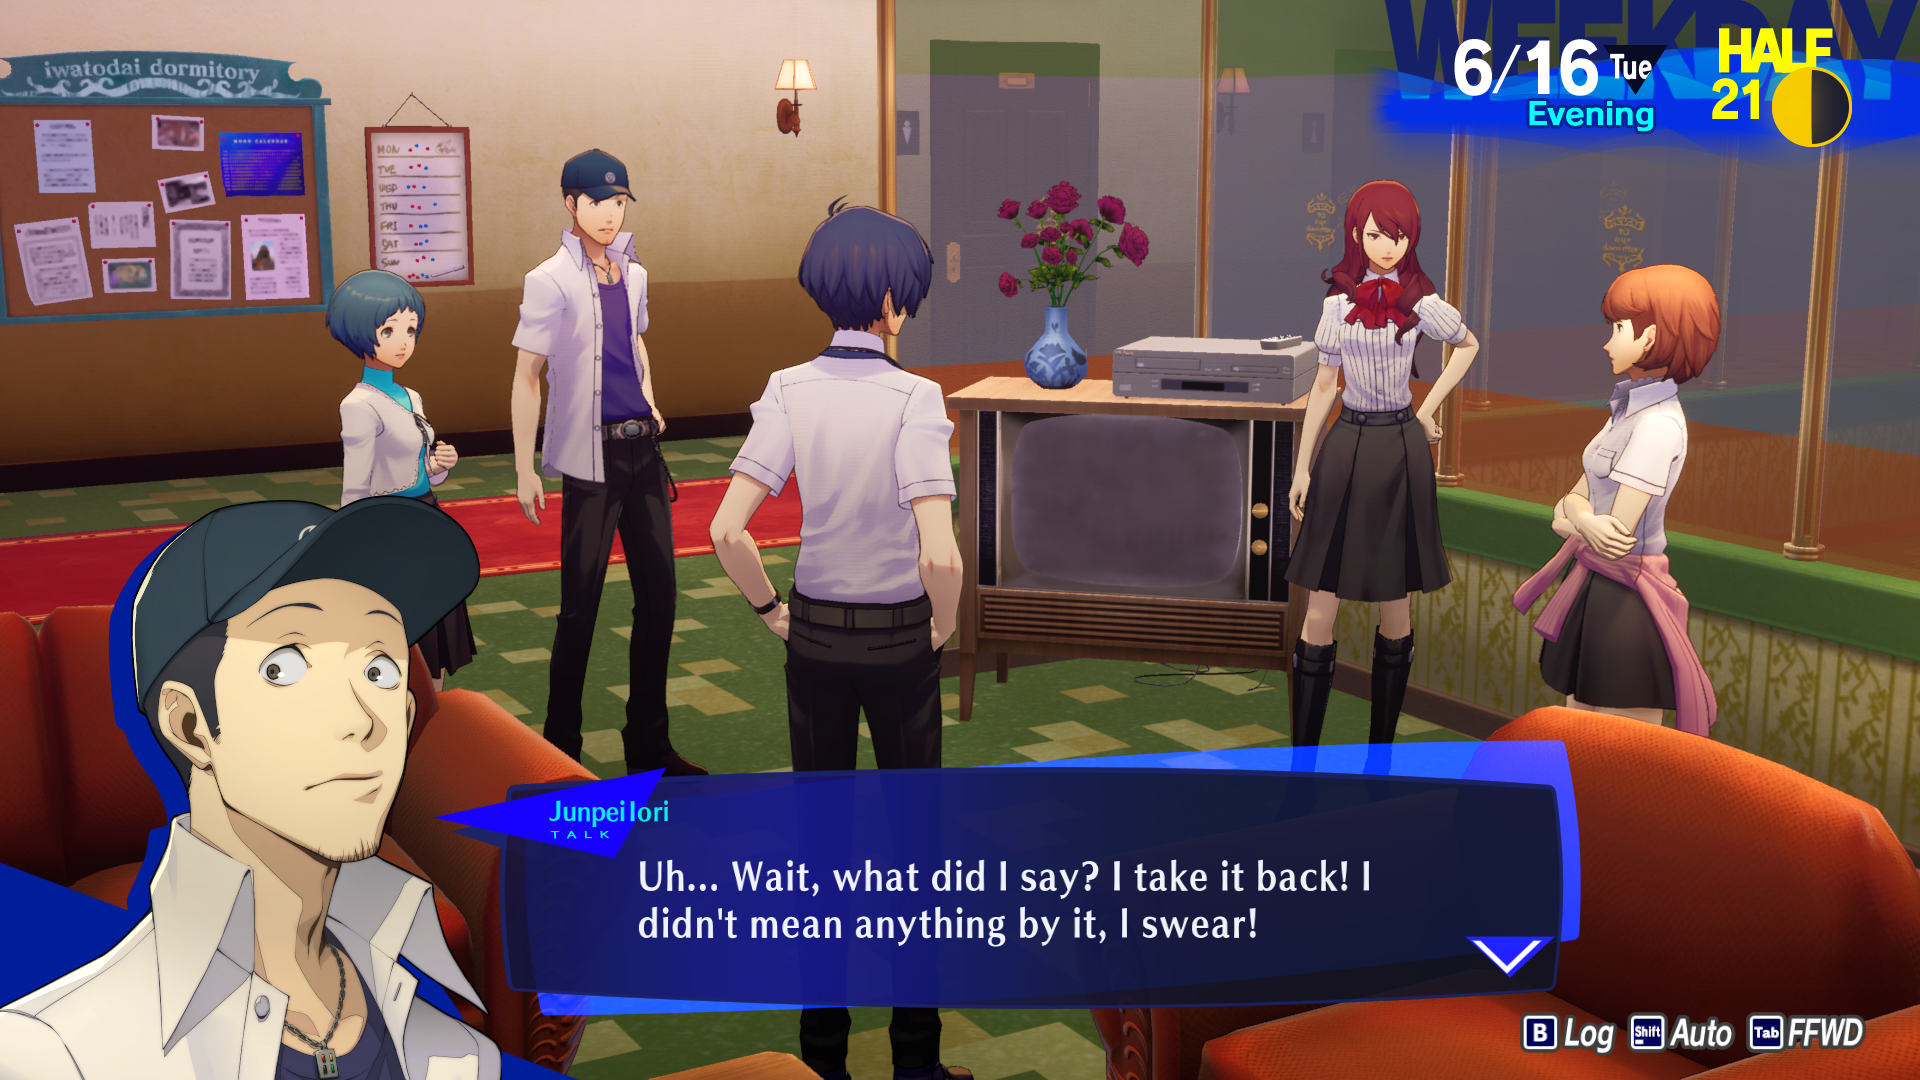 WEEKDAY
6/16 Tue
Evening
HALF
21
iwatodai dormitory
MON
TUE
WED
THU
FRI
SAT
SUN
Junpei Iori
TALK
Uh... Wait, what did I say? I take it back! I
didn't mean anything by it, I swear!
B Log Shift Auto Tab FFWD